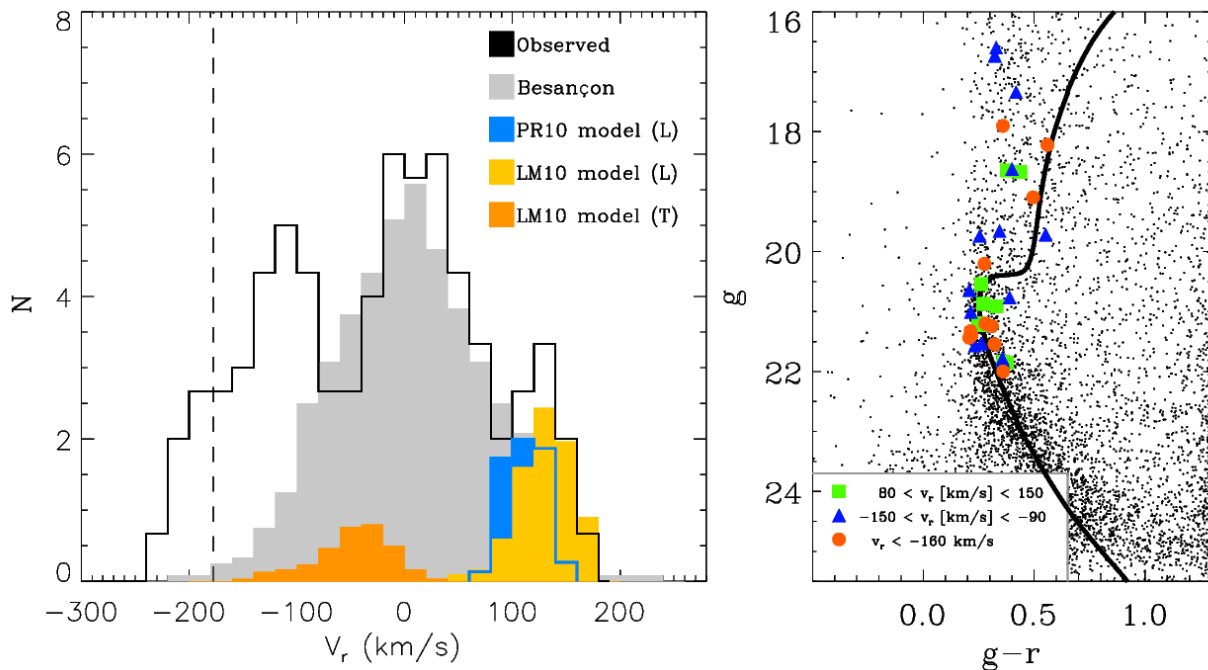 8
6
4
2
0
N
Observed
Besançon
PR10 model (L)
LM10 model (L)
LM10 model (T)
−300
−200
−100
0
100
200
V_r (km/s)
16
18
20
22
24
g
80 < v_r [km/s] < 150
−150 < v_r [km/s] < −90
v_r < −160 km/s
0.0
0.5
1.0
g−r